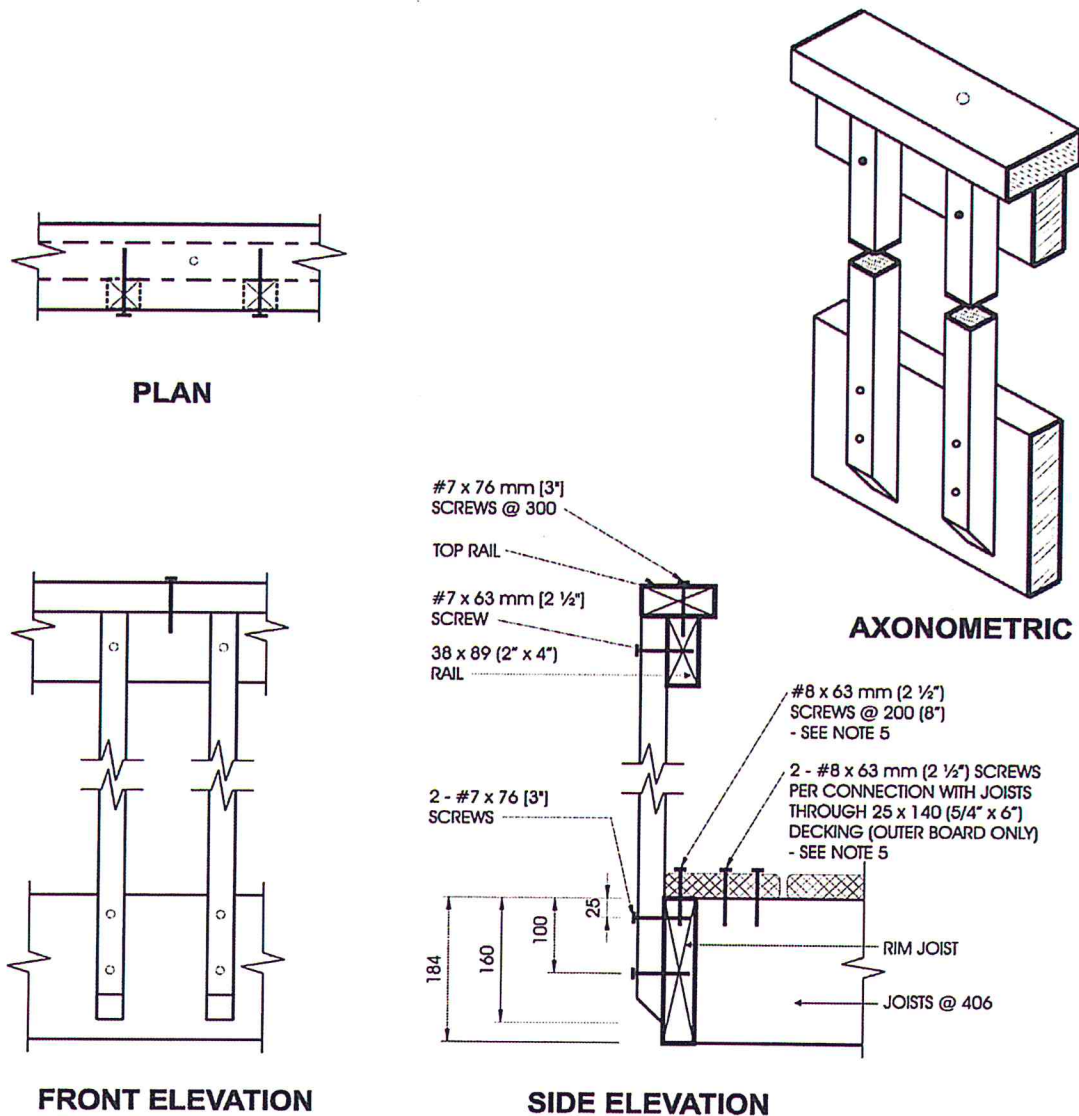 PLAN
#7 x 76 mm [3"]
SCREWS @ 300
TOP RAIL
#7 x 63 mm [2 ½"]
SCREW
38 x 89 (2" x 4")
RAIL
AXONOMETRIC
#8 x 63 mm (2 ½")
SCREWS @ 200 (8")
- SEE NOTE 5
2 - #8 x 63 mm (2 ½") SCREWS
PER CONNECTION WITH JOISTS
THROUGH 25 x 140 (5/4" x 6")
DECKING (OUTER BOARD ONLY)
- SEE NOTE 5
2 - #7 x 76 [3"]
SCREWS
25
100
160
184
RIM JOIST
JOISTS @ 406
FRONT ELEVATION
SIDE ELEVATION